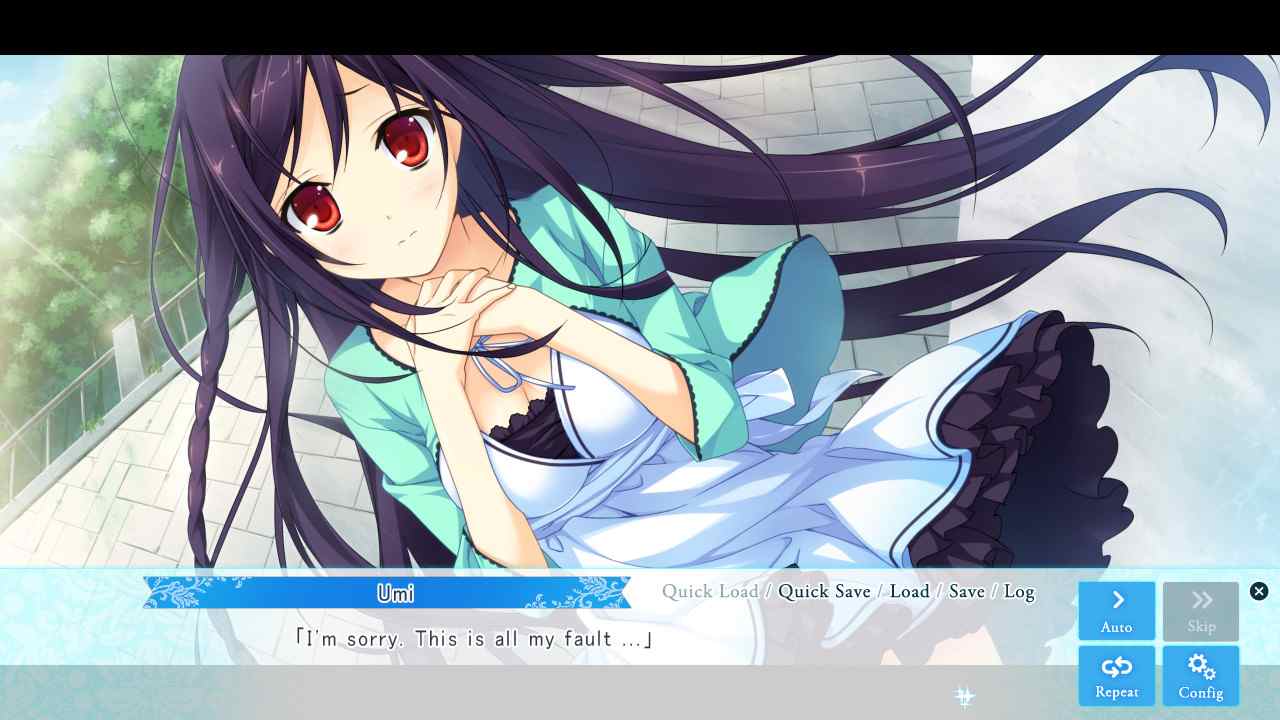 Umi
Quick Load / Quick Save / Load / Save / Log
「I'm sorry. This is all my fault ...」
Auto
Skip
Repeat
Config